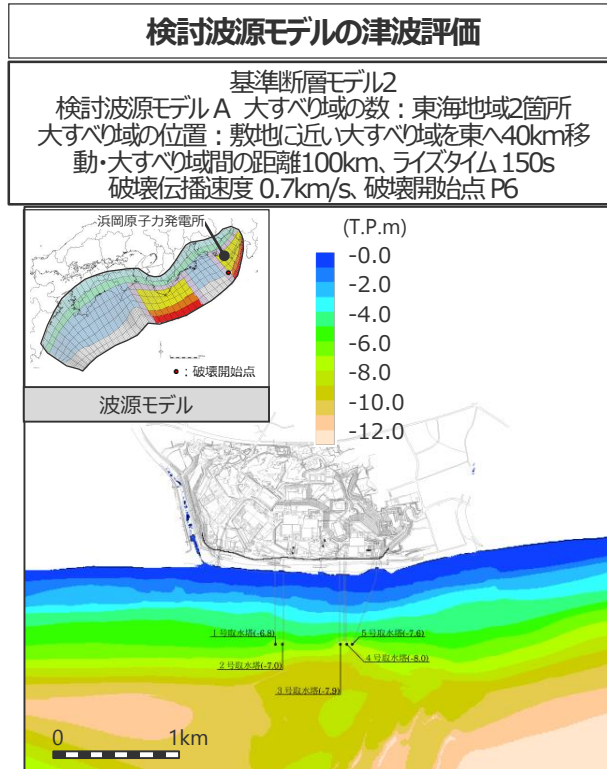 検討波源モデルの津波評価
基準断層モデル2
検討波源モデル A 大すべり域の数：東海地域2箇所
大すべり域の位置：敷地に近い大すべり域を東へ40km移
動・大すべり域間の距離100km、ライズタイム 150s
破壊伝播速度 0.7km/s、破壊開始点 P6
浜岡原子力発電所
●：破壊開始点
波源モデル
(T.P.m)
-0.0
-2.0
-4.0
-6.0
-8.0
-10.0
-12.0
1号取水塔(-6.8)
5号取水塔(-7.6)
2号取水塔(-7.0)
4号取水塔(-8.0)
3号取水塔(-7.9)
0 1km